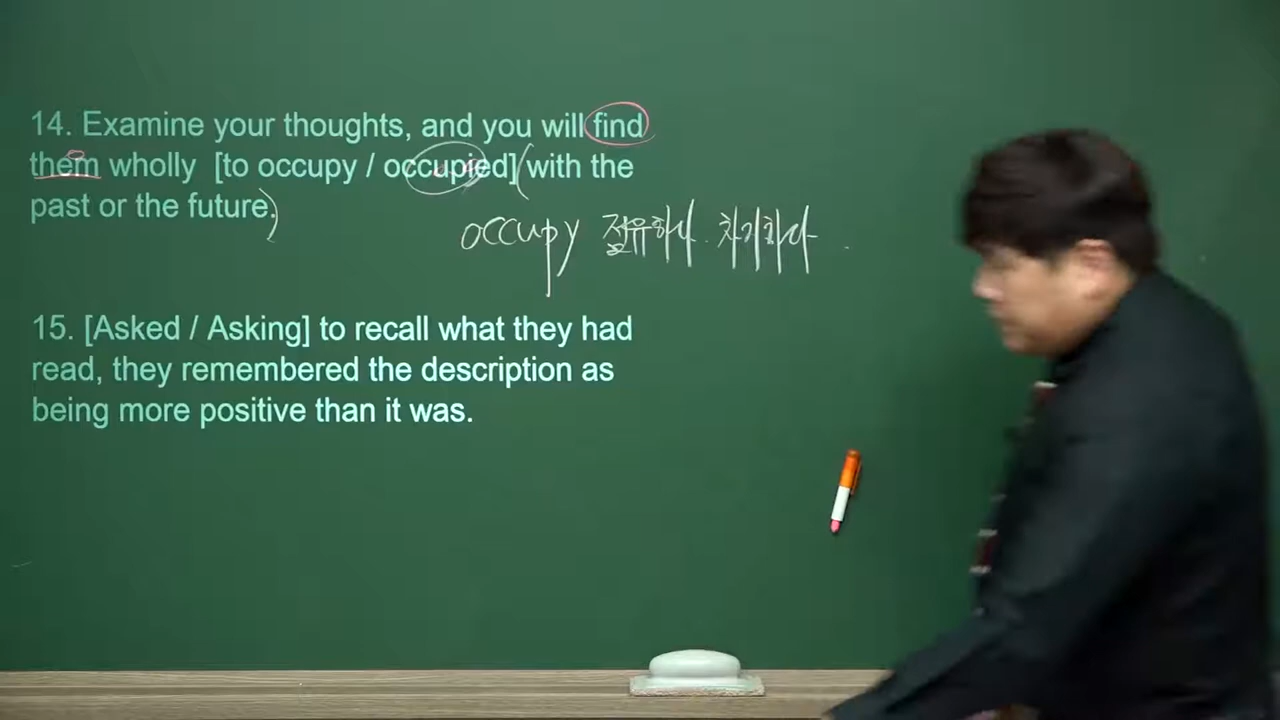 14. Examine your thoughts, and you will find
them wholly [to occupy / occupied] with the
past or the future.
occupy 점유하다. 차지하다.
15. [Asked / Asking] to recall what they had
read, they remembered the description as
being more positive than it was.